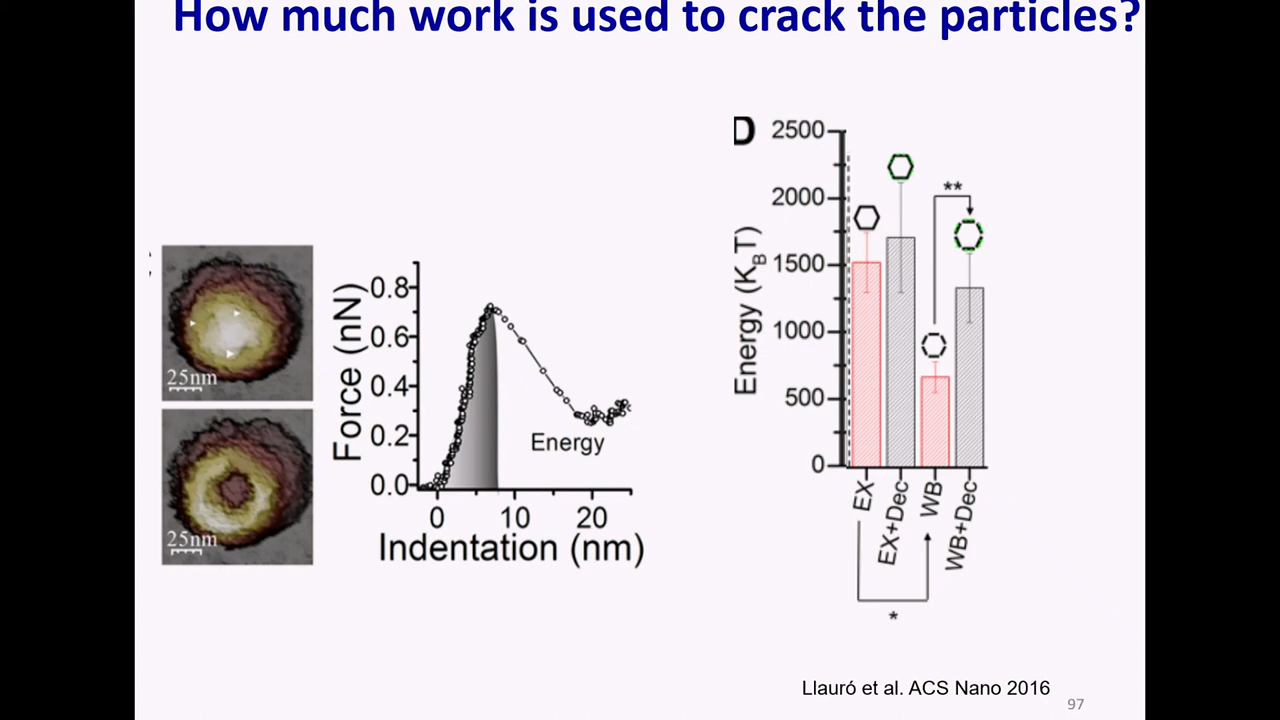 How much work is used to crack the particles?
25nm
25nm
Force (nN)
0.8
0.6
0.4
0.2
0.0
Energy
0 10 20
Indentation (nm)
D
Energy (K_BT)
2500
2000
1500
1000
500
0
**
EX
EX+Dec
WB
WB+Dec
*
Llauró et al. ACS Nano 2016
97